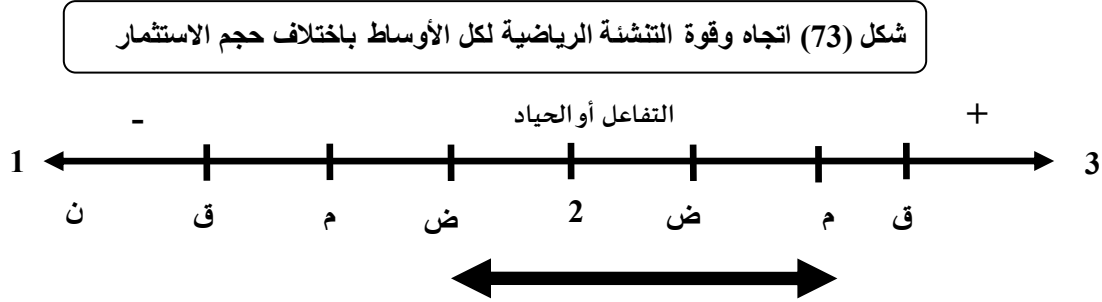 شكل (73) اتجاه وقوة التنشئة الرياضية لكل الأوساط باختلاف حجم الاستثمار
+ التفاعل أو الحياد -
3 1
ق م ض 2 ض م ق ن